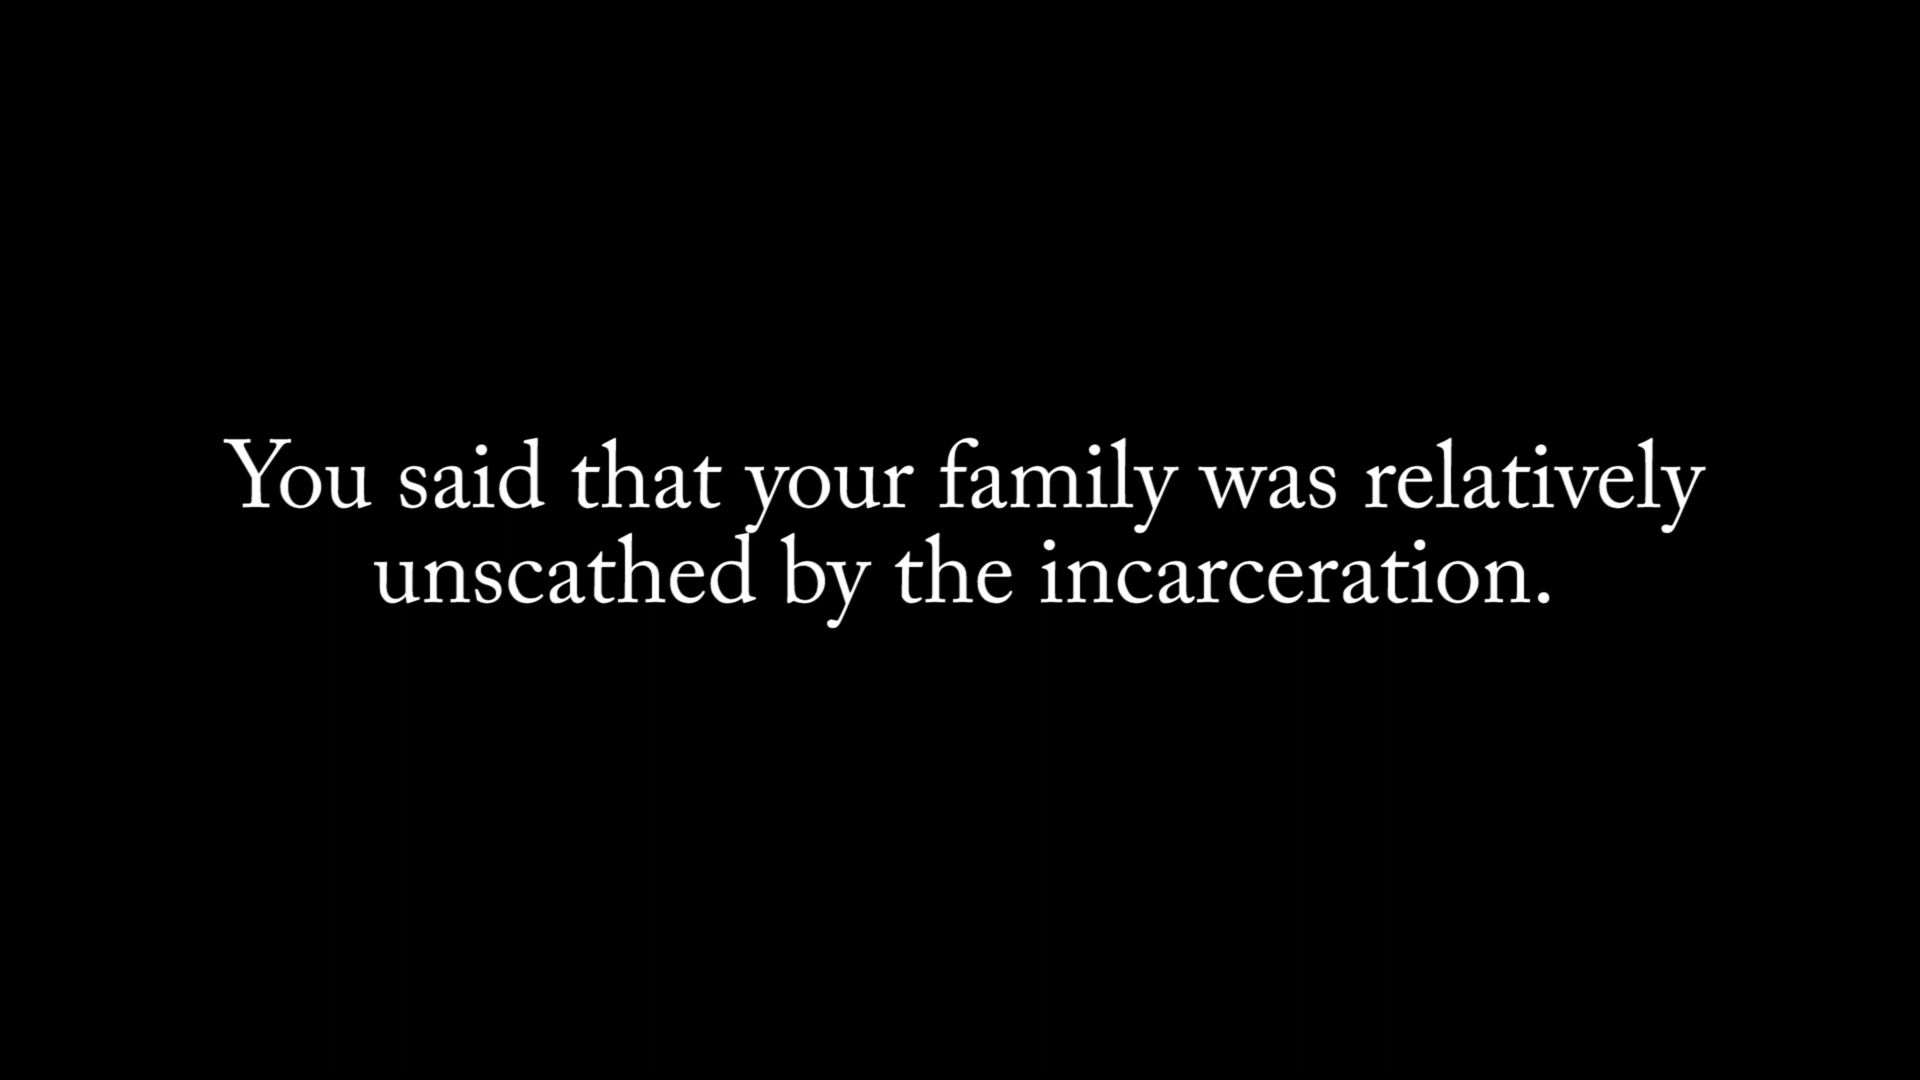 You said that your family was relatively
unscathed by the incarceration.